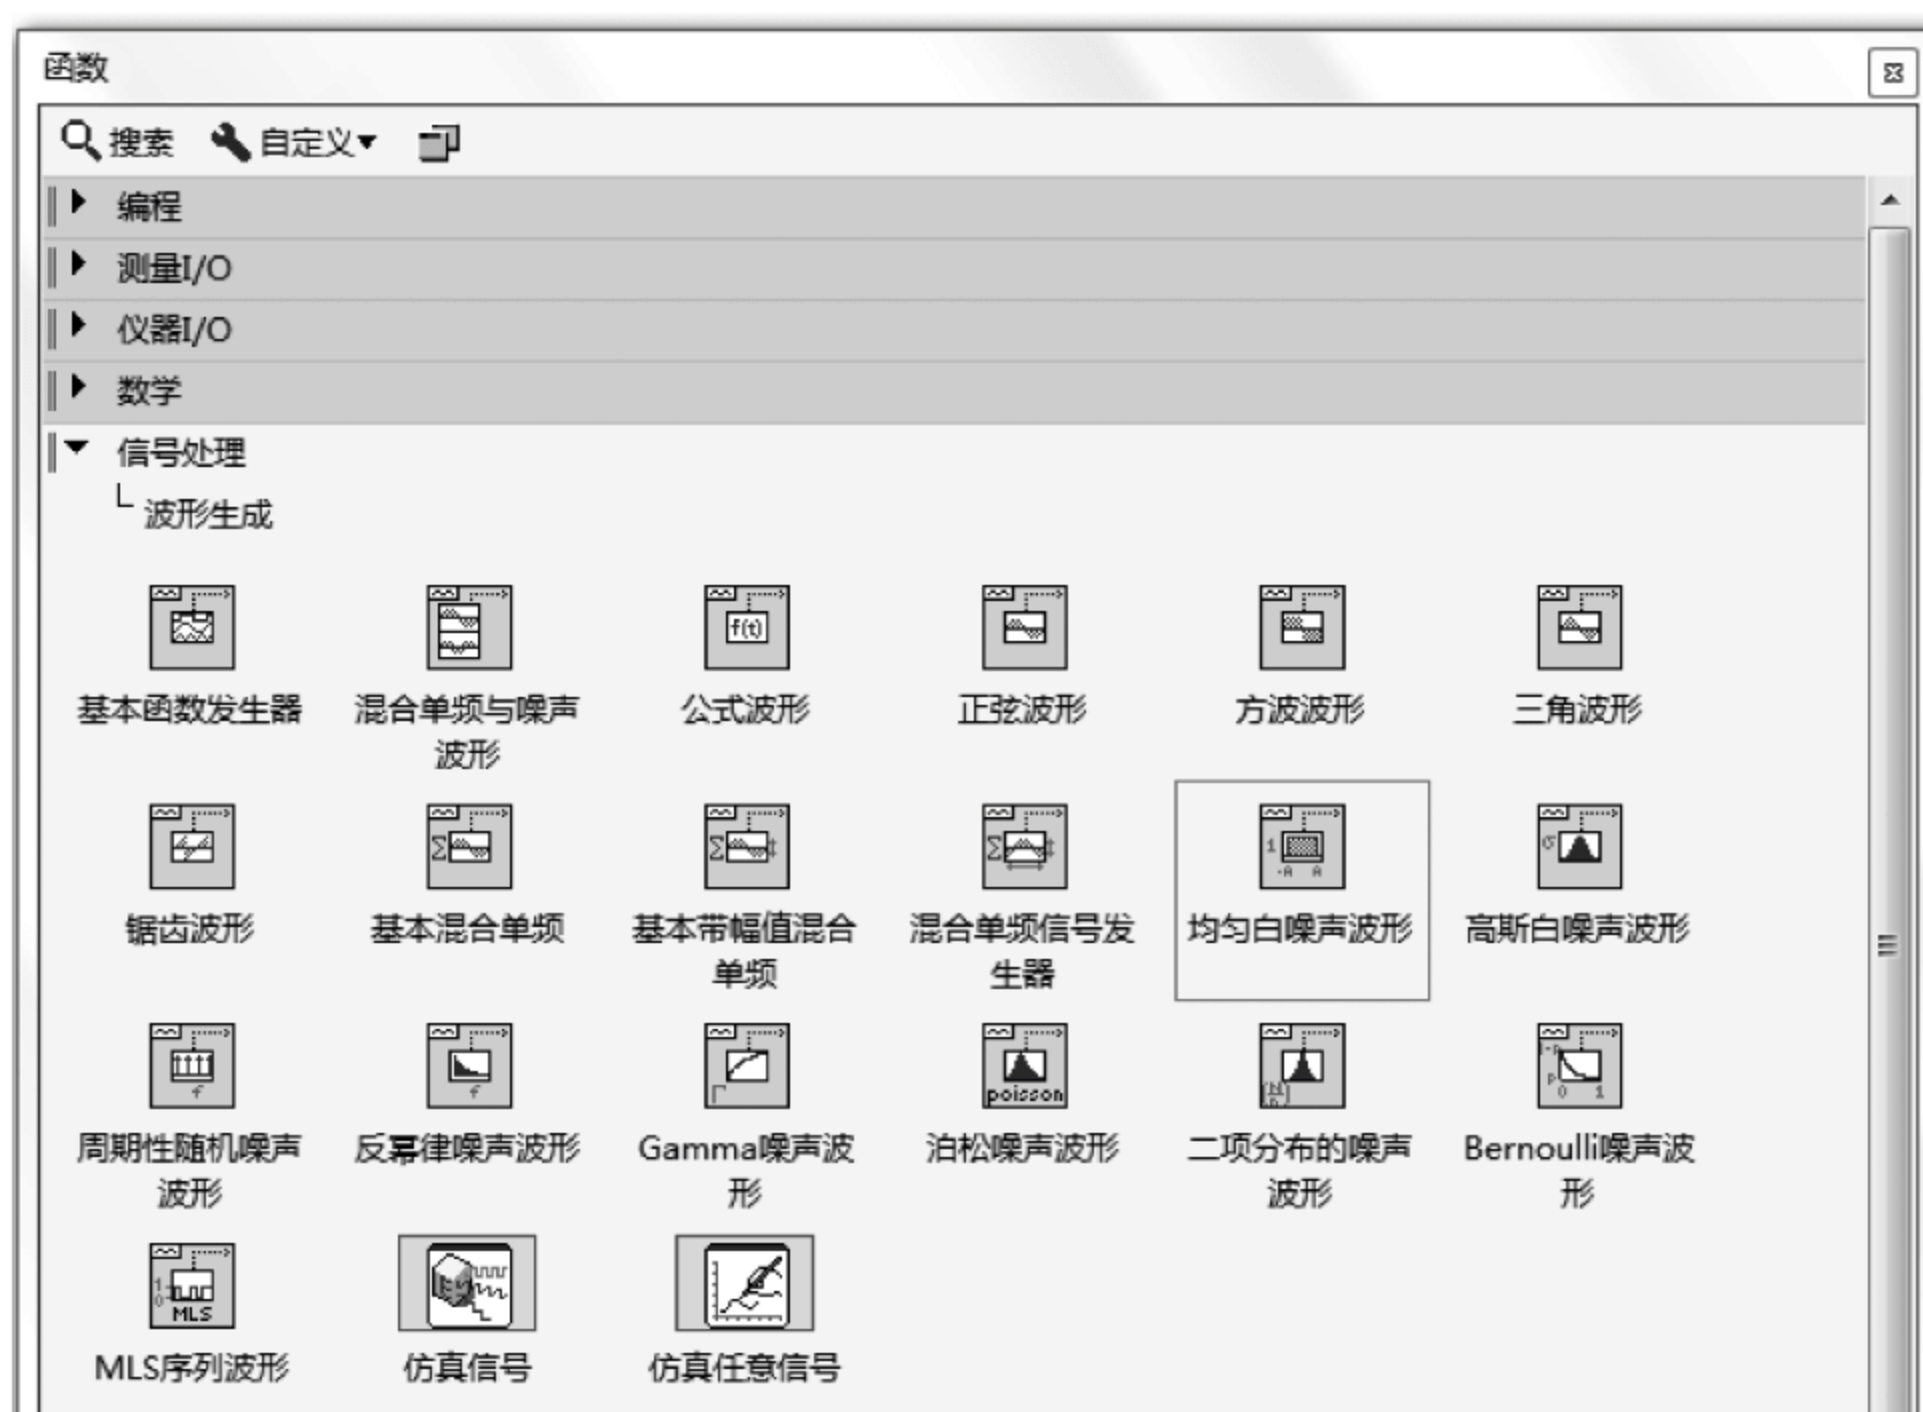 函数
搜索 自定义
编程
测量I/O
仪器I/O
数学
信号处理
波形生成
f(t)
基本函数发生器 混合单频与噪声 公式波形 正弦波形 方波波形 三角波形
波形
Σ Σ Σ 1 -A A σ
锯齿波形 基本混合单频 基本带幅值混合 混合单频信号发 均匀白噪声波形 高斯白噪声波形
单频 生器
f f Γ poisson 1-p p 0 1
周期性随机噪声 反幂律噪声波形 Gamma噪声波 泊松噪声波形 二项分布的噪声 Bernoulli噪声波
波形 形 波形 形
1 0 MLS
MLS序列波形 仿真信号 仿真任意信号